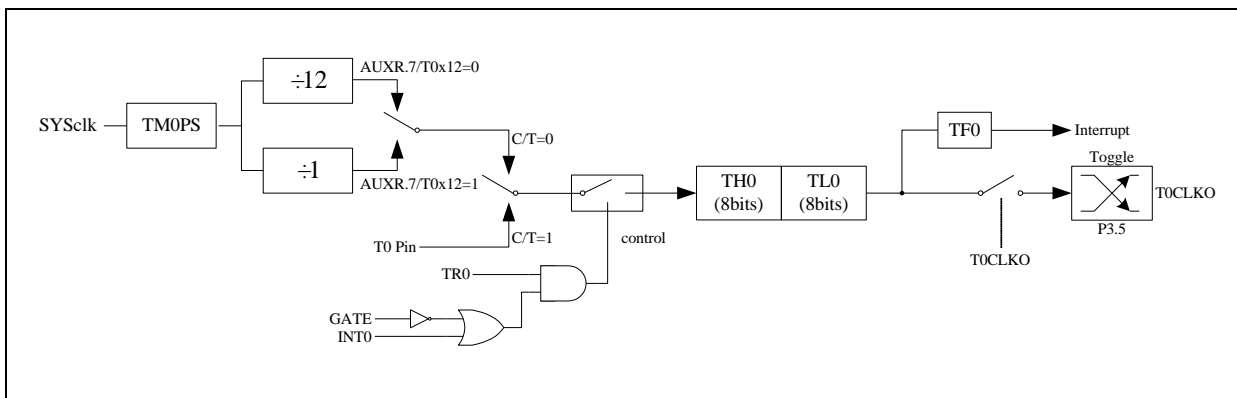 AUXR.7/T0x12=0
÷12
SYSclk
TM0PS
C/T=0
÷1
AUXR.7/T0x12=1
T0 Pin
C/T=1
control
TR0
GATE
INT0
TH0
(8bits)
TL0
(8bits)
TF0
Interrupt
Toggle
T0CLKO
P3.5
T0CLKO